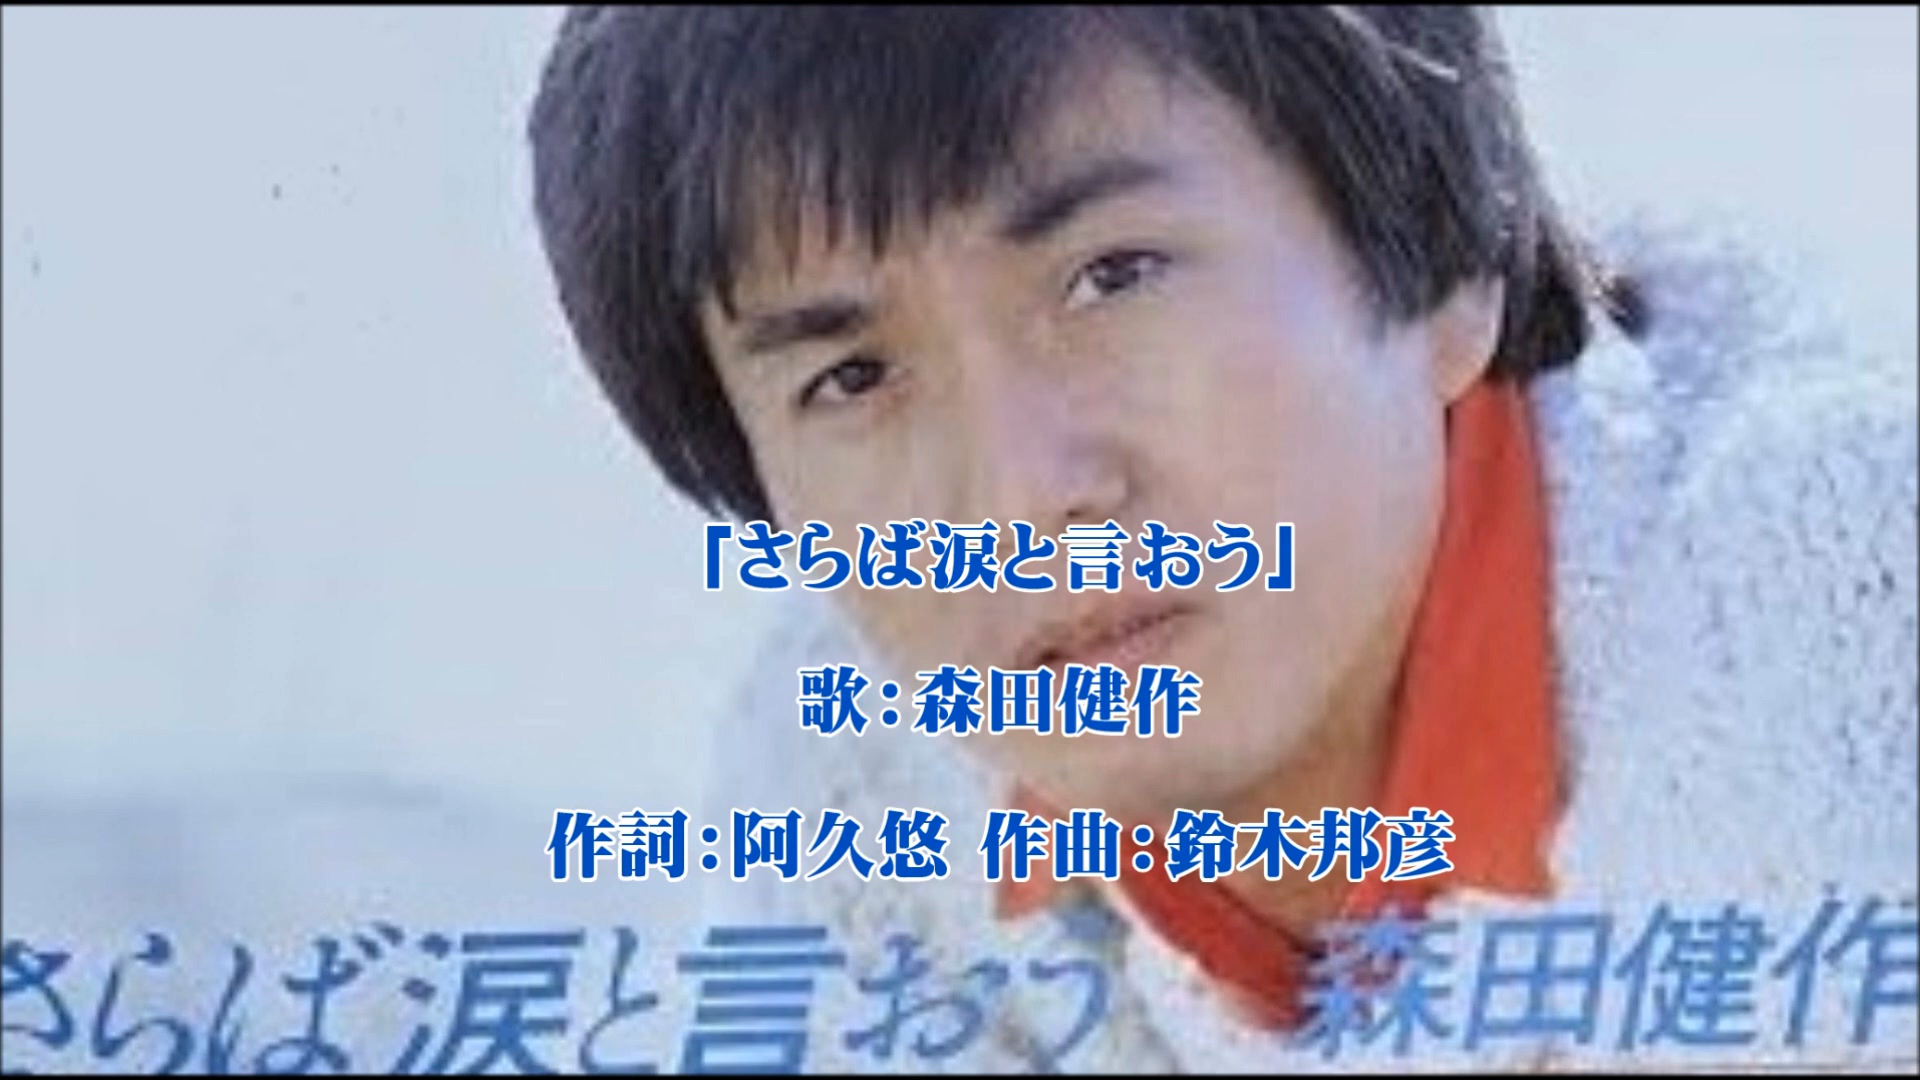 「さらば涙と言おう」
歌：森田健作
作詞：阿久悠 作曲：鈴木邦彦
さらば涙と言おう 森田健作